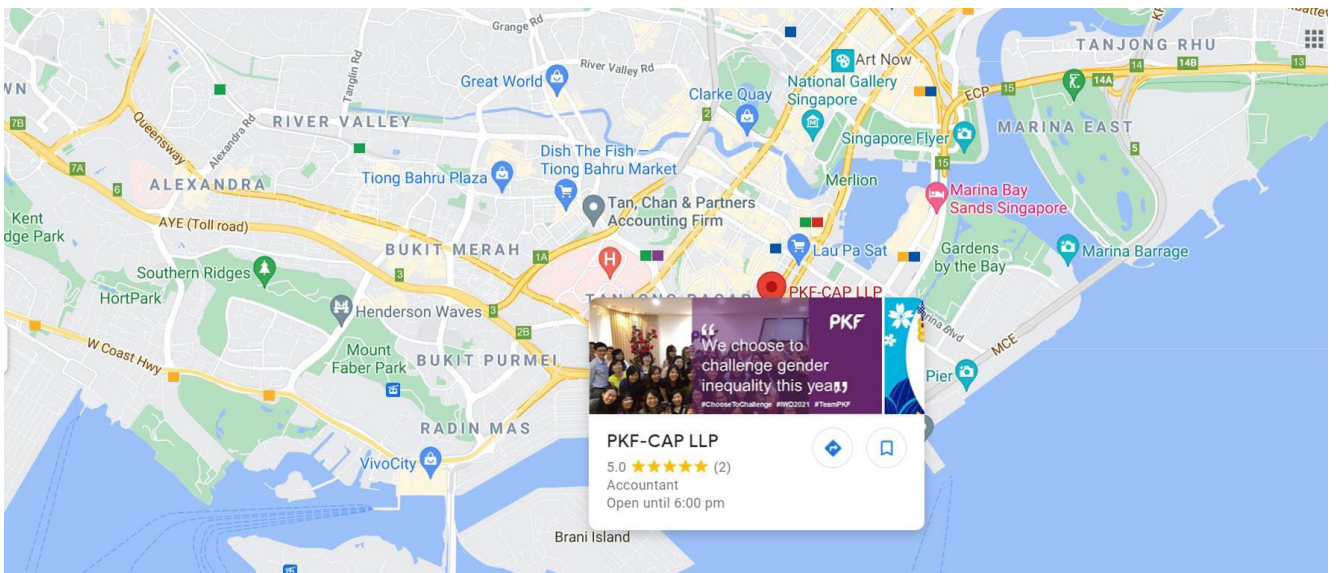 Grange Rd
Tanglin Rd
River Valley Rd
Great World
Art Now
National Gallery
Singapore
Clarke Quay
TANJONG RHU
14
14B
13
14A
ECP
15
2
WN
7B
Queensway
Alexandra Rd
RIVER VALLEY
MARINA EAST
Singapore Flyer
5
15
Dish The Fish –
Tiong Bahru Market
Tiong Bahru Plaza
7A
6
ALEXANDRA
Merlion
Marina Bay
Sands Singapore
Tan, Chan & Partners
Accounting Firm
Kent
dge Park
AYE (Toll road)
BUKIT MERAH
1A
H
Lau Pa Sat
Gardens
by the Bay
Marina Barrage
3
Southern Ridges
HortPark
PKF-CAP LLP
Henderson Waves
3
2B
W Coast Hwy
Mount
Faber Park
BUKIT PURMEI
rina Blvd
MCE
Pier
RADIN MAS
VivoCity
Brani Island
PKF
“
We choose to
challenge gender
inequality this year”
#ChooseToChallenge #IWD2021 #TeamPKF
PKF-CAP LLP
5.0 ★★★★★ (2)
Accountant
Open until 6:00 pm